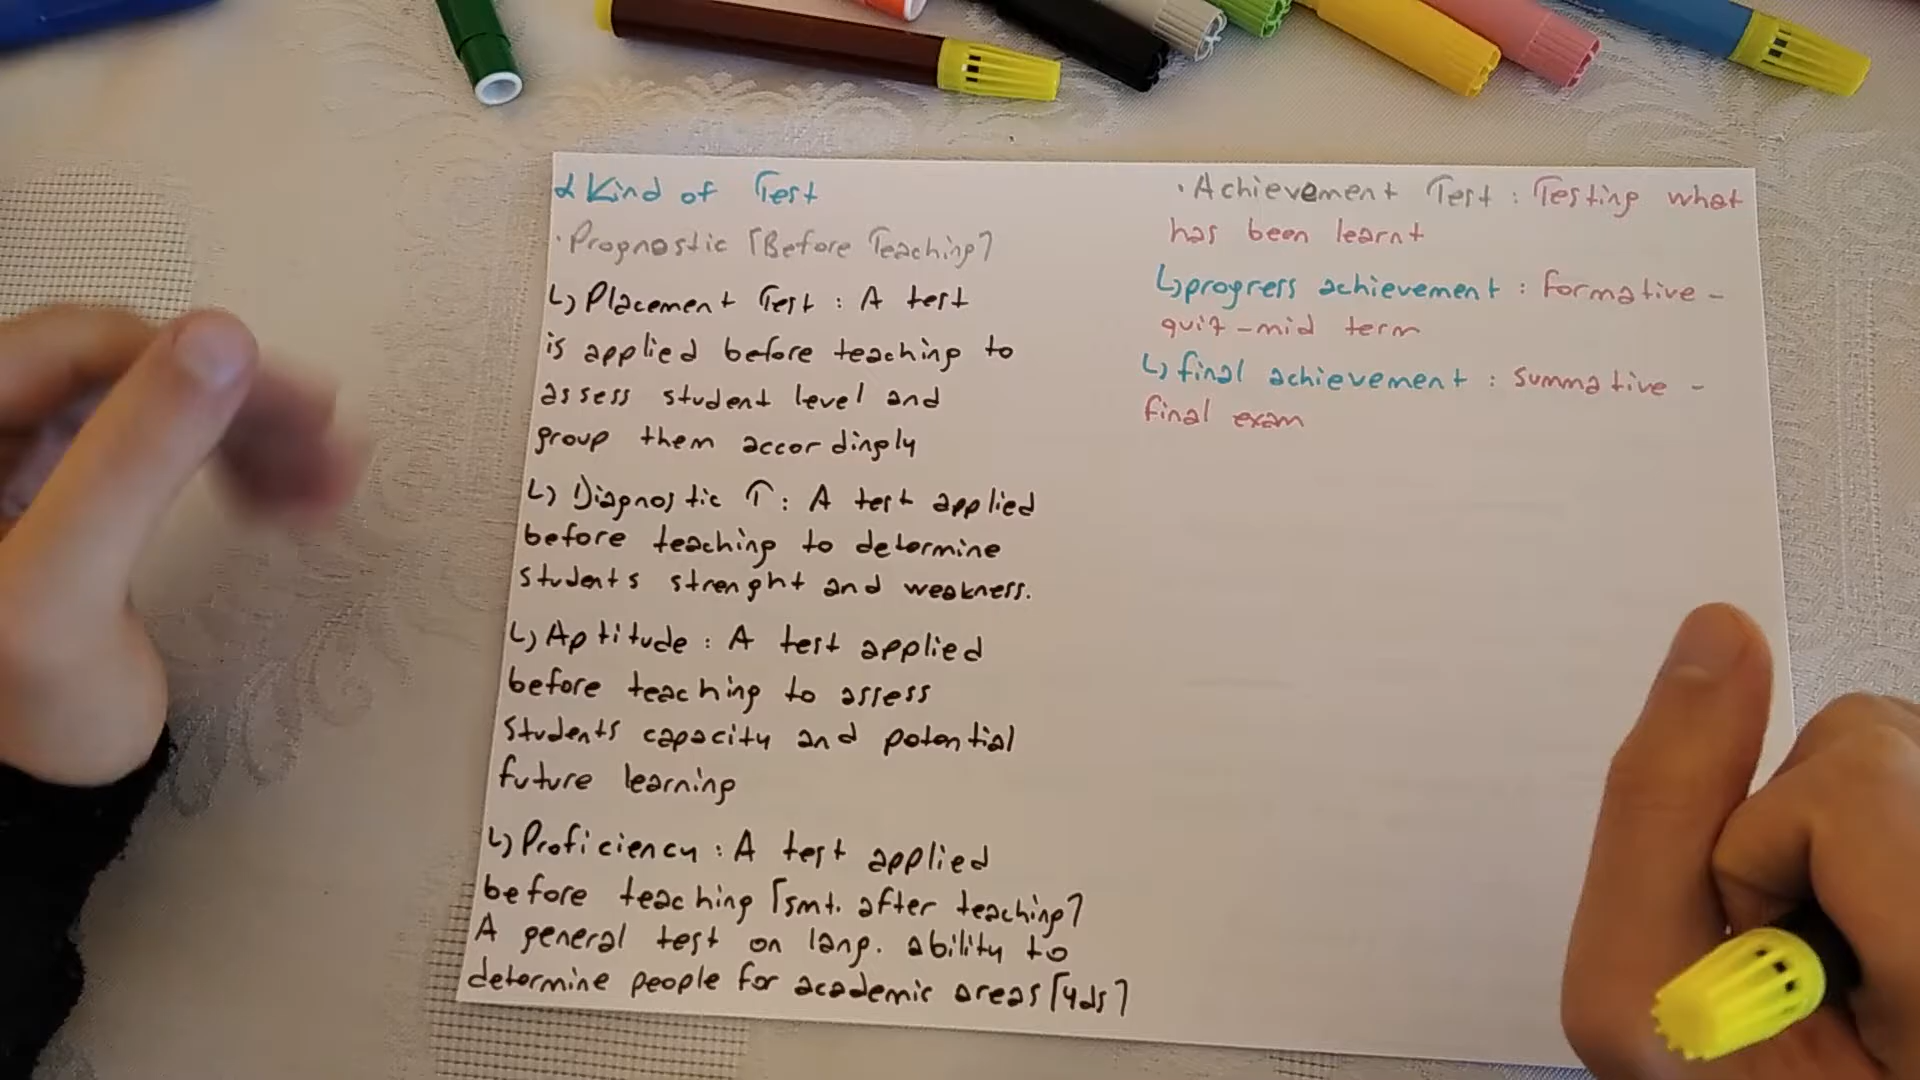 2 Kind of Test
• Prognostic [Before Teaching]
↳ Placement Test : A test
is applied before teaching to
assess student level and
group them accordingly
↳ Diagnostic T : A test applied
before teaching to determine
students strenght and weakness.
↳ Aptitude : A test applied
before teaching to assess
students capacity and potential
future learning
↳ Proficiency : A test applied
before teaching [smt. after teaching]
A general test on lang. ability to
determine people for academic areas [yds]
• Achievement Test : Testing what
has been learnt
↳ progress achievement : formative -
quiz - mid term
↳ final achievement : summative -
final exam